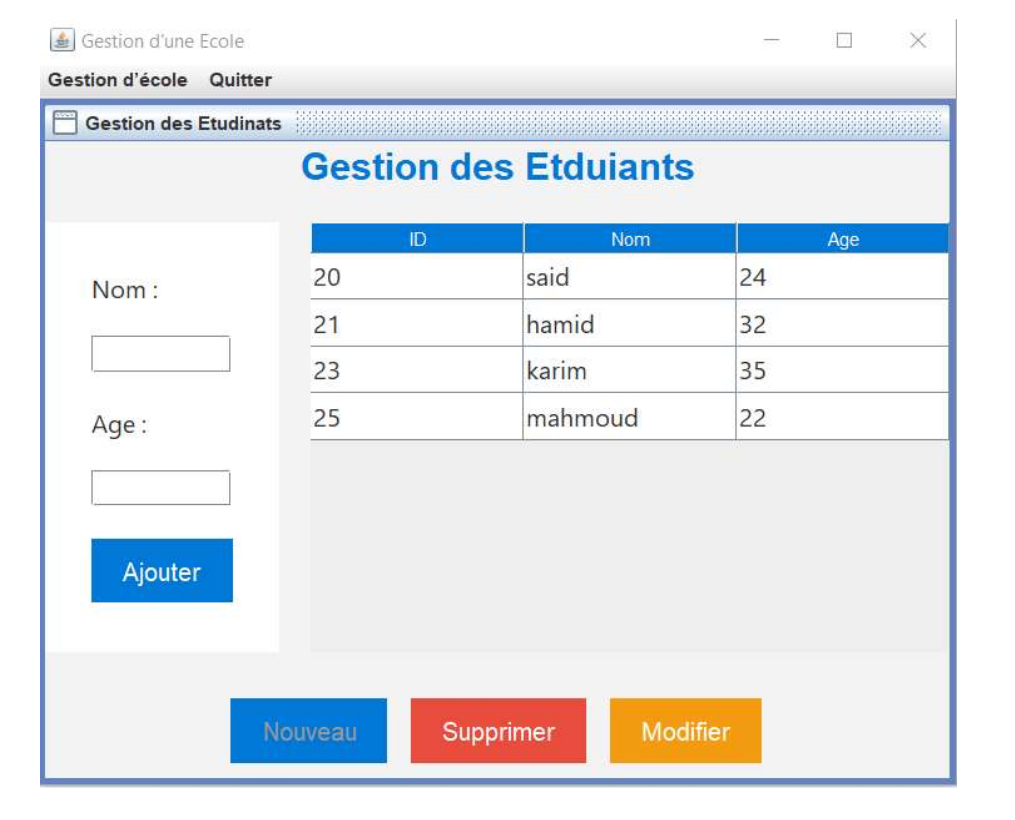 Gestion d'une Ecole
Gestion d'école Quitter
Gestion des Etudinats
Gestion des Etduiants
ID Nom Age
Nom :
20 said 24
21 hamid 32
23 karim 35
Age :
25 mahmoud 22
Ajouter
Nouveau Supprimer Modifier